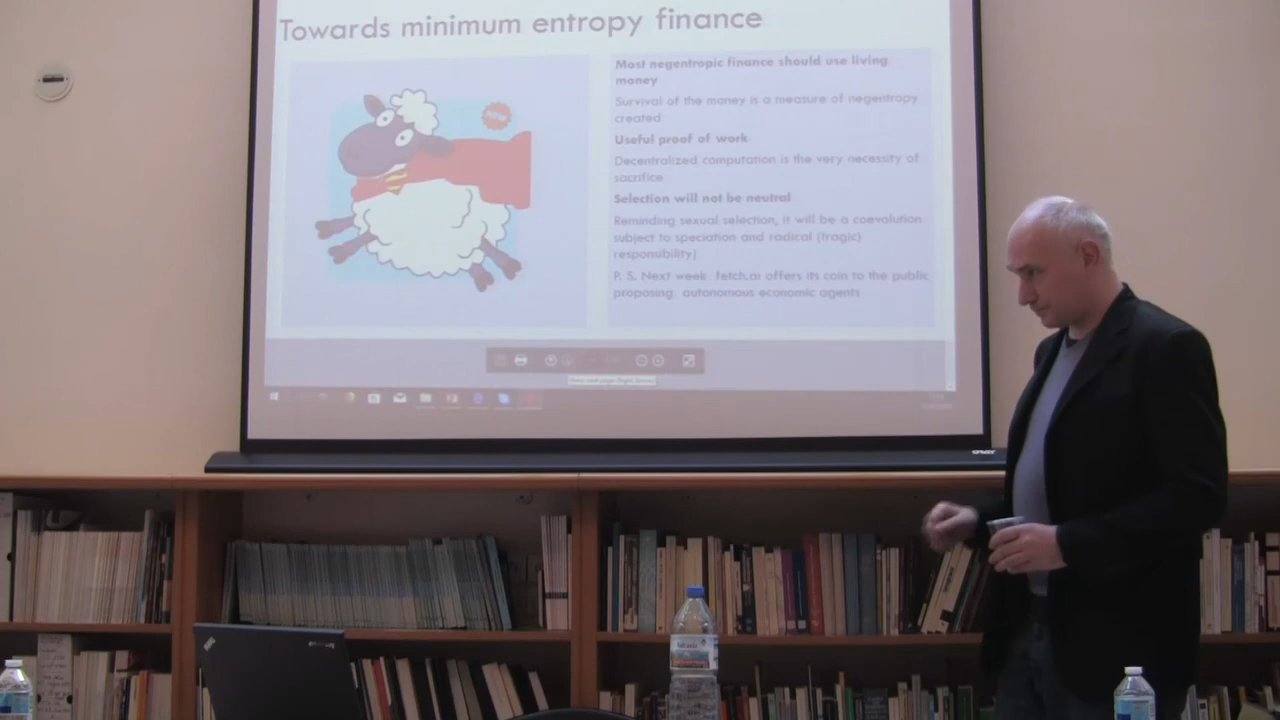 Towards minimum entropy finance
Most negentropic finance should use living
money
Survival of the money is a measure of negentropy
created
Useful proof of work
Decentralized computation is the very necessity of
sacrifice
Selection will not be neutral
Reminding sexual selection, it will be a coevolution
subject to speciation and radical (tragic)
responsibility)
P. S. Next week fetch.ai offers its coin to the public
proposing autonomous economic agents